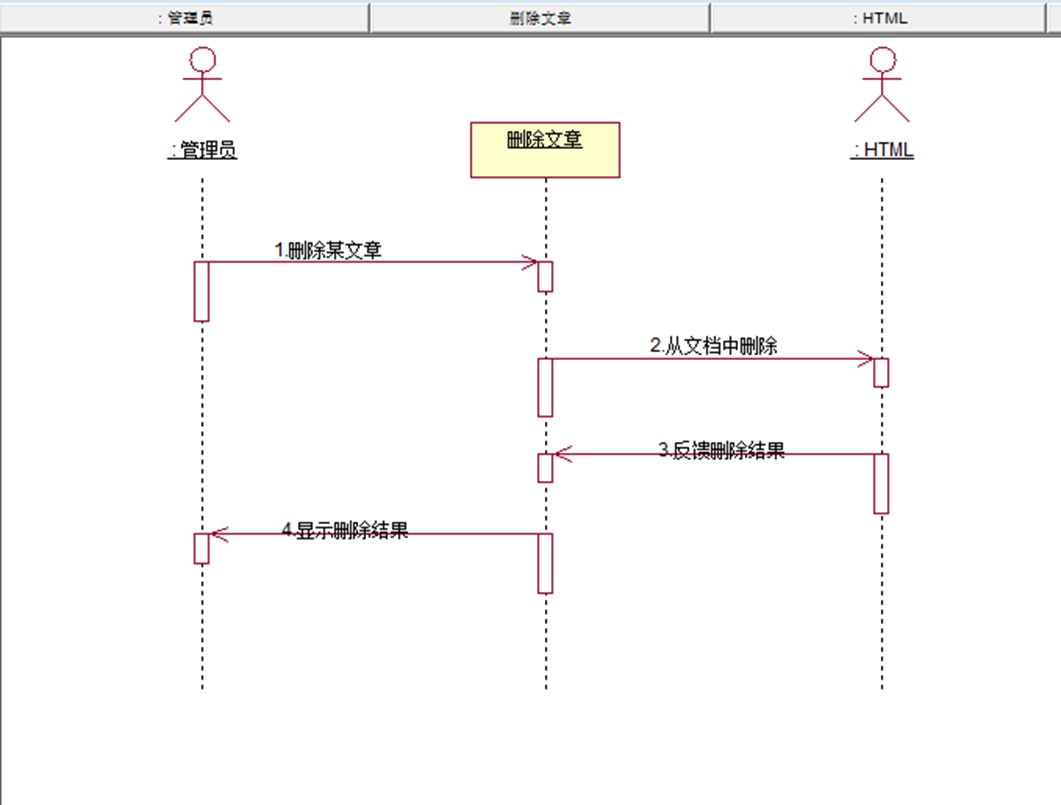 : 管理员
删除文章
: HTML
: 管理员
删除文章
: HTML
1.删除某文章
2.从文档中删除
3.反馈删除结果
4.显示删除结果